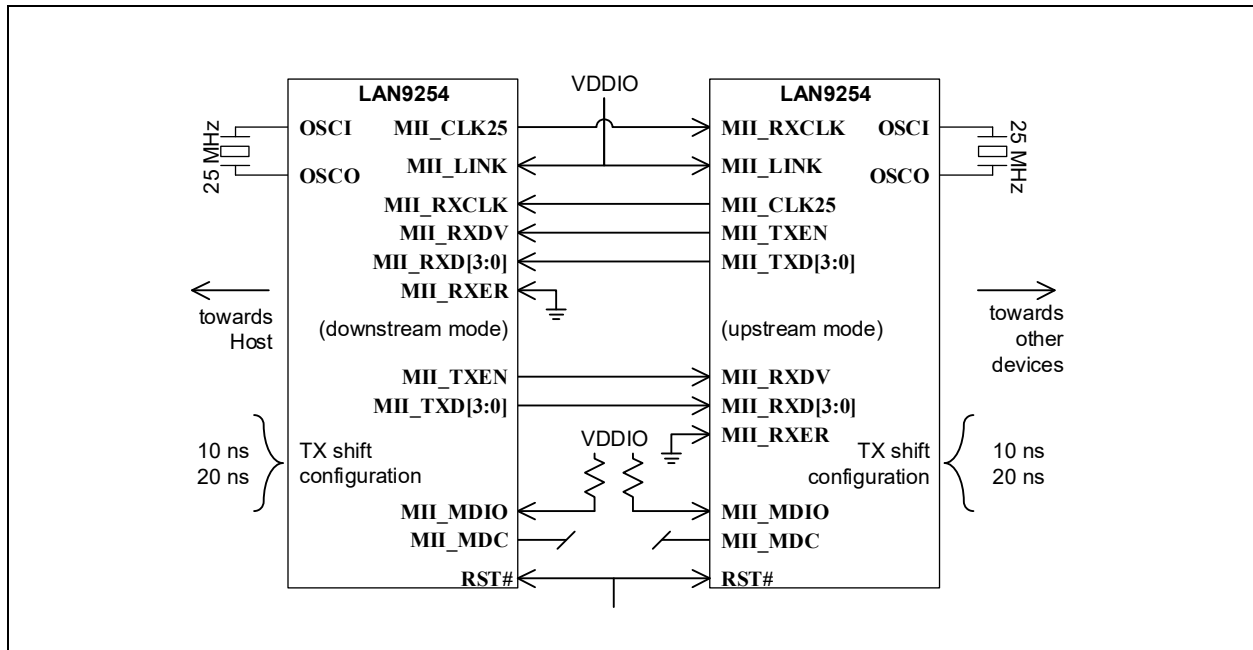 VDDIO
LAN9254
OSCI
OSCO
25 MHz
MII_CLK25
MII_LINK
MII_RXCLK
MII_RXDV
MII_RXD[3:0]
MII_RXER
towards
Host
(downstream mode)
MII_TXEN
MII_TXD[3:0]
10 ns
20 ns
TX shift
configuration
MII_MDIO
MII_MDC
RST#
VDDIO
LAN9254
MII_RXCLK
OSCI
MII_LINK
OSCO
25 MHz
MII_CLK25
MII_TXEN
MII_TXD[3:0]
(upstream mode)
towards
other
devices
MII_RXDV
MII_RXD[3:0]
MII_RXER
TX shift
configuration
10 ns
20 ns
MII_MDIO
MII_MDC
RST#